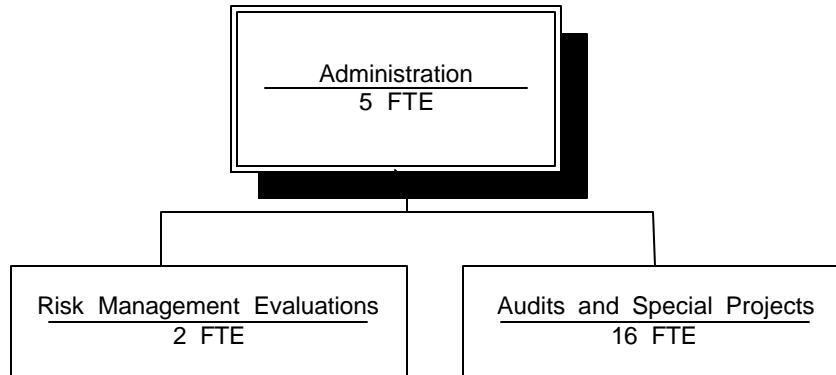 Administration
5 FTE
Risk Management Evaluations
2 FTE
Audits and Special Projects
16 FTE